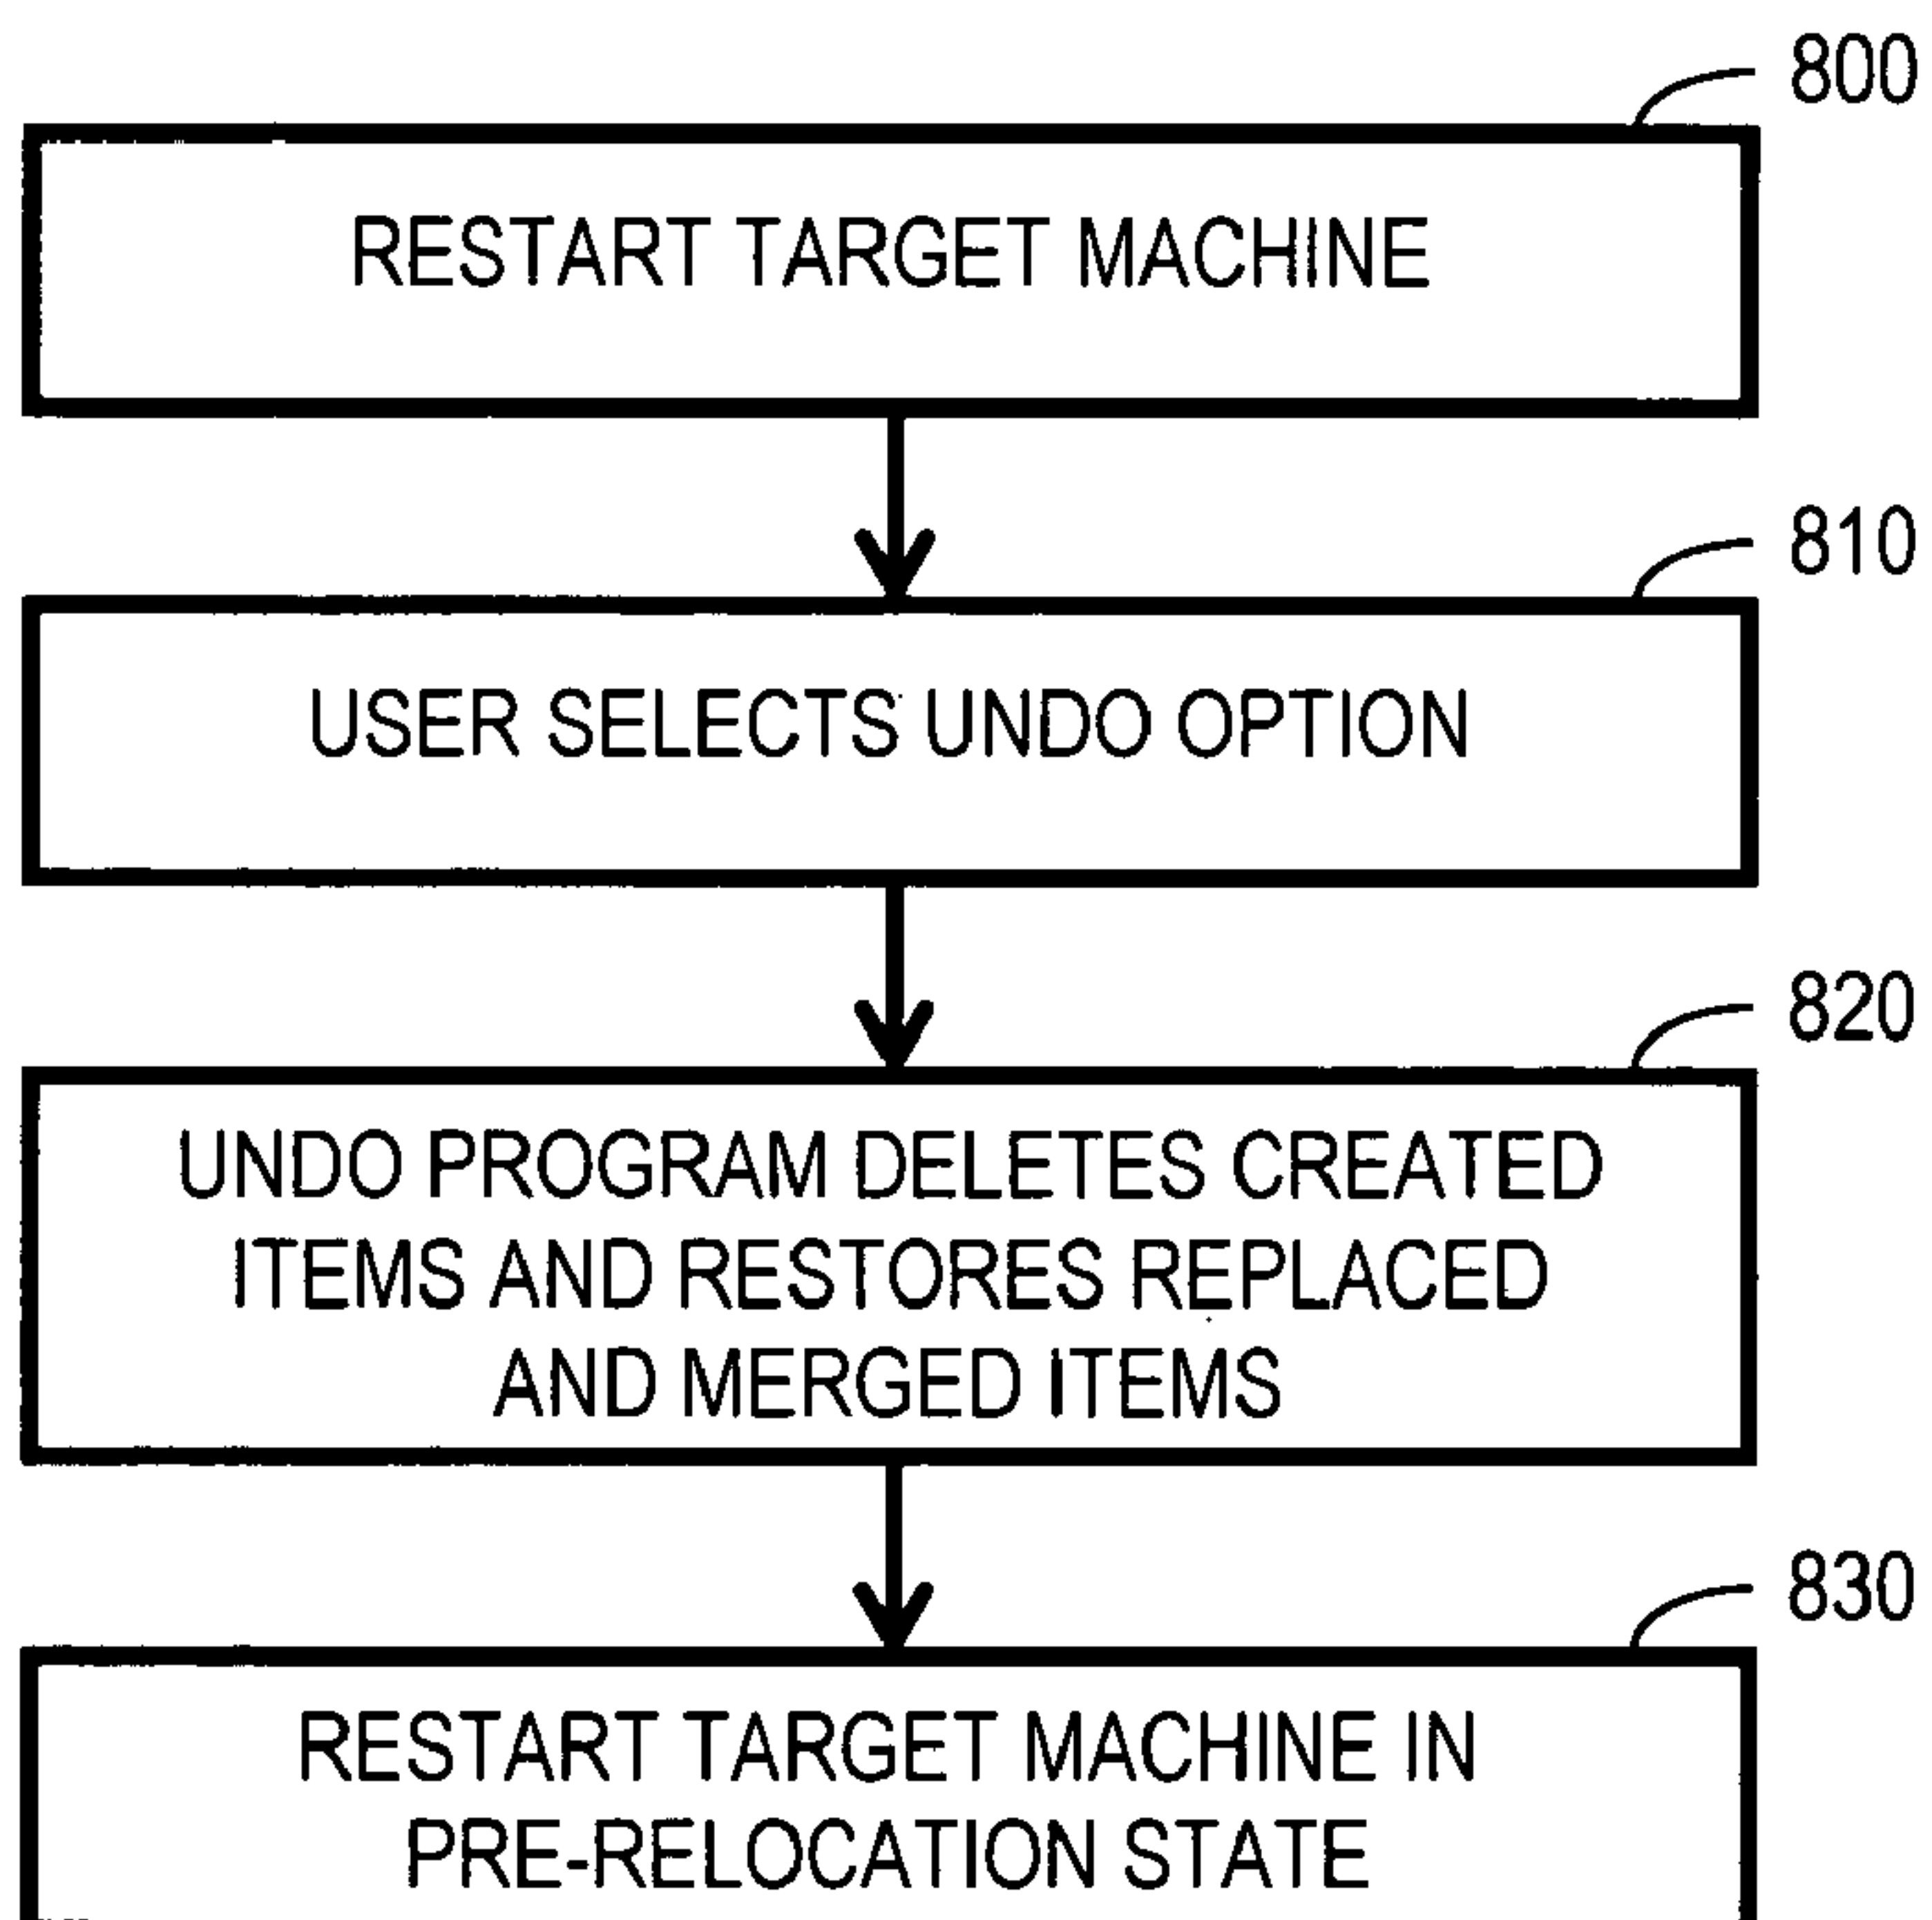 800
RESTART TARGET MACHINE
810
USER SELECTS UNDO OPTION
820
UNDO PROGRAM DELETES CREATED
ITEMS AND RESTORES REPLACED
AND MERGED ITEMS
830
RESTART TARGET MACHINE IN
PRE-RELOCATION STATE